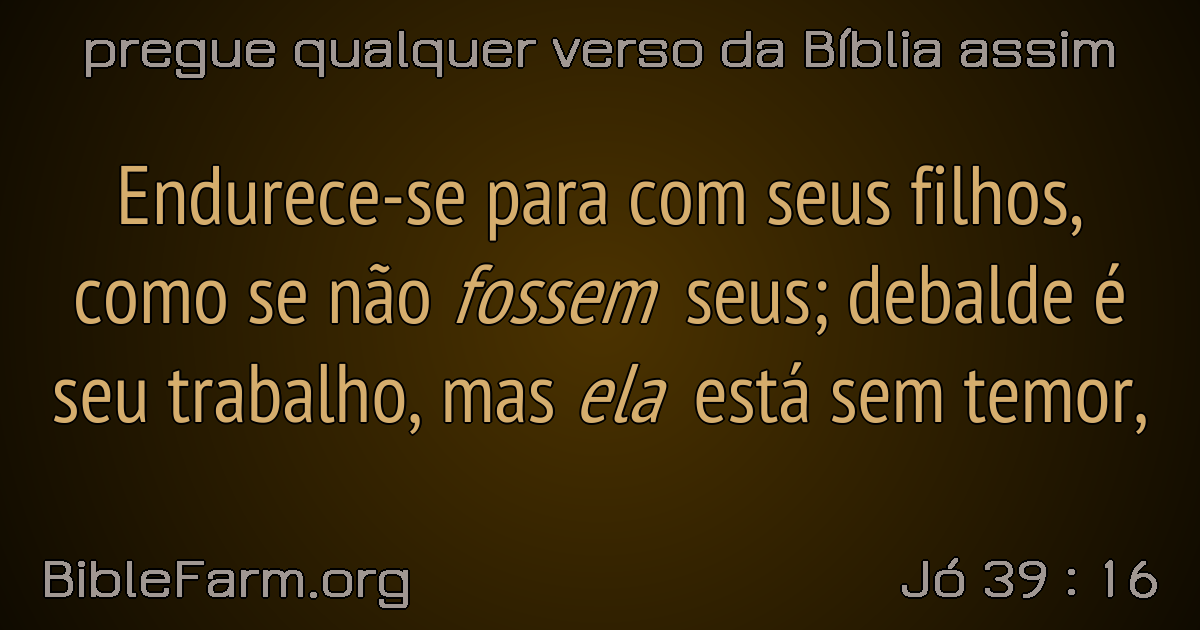 pregue qualquer verso da Bíblia assim
Endurece-se para com seus filhos,
como se não fossem seus; debalde é
seu trabalho, mas ela está sem temor,
BibleFarm.org
Jó 39 : 16